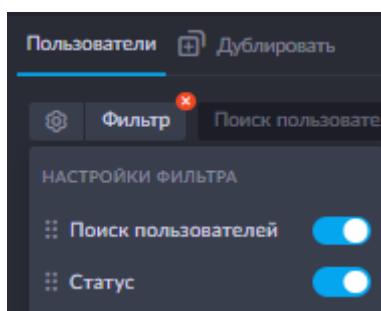 Пользователи Дублировать
Фильтр Поиск пользовате
НАСТРОЙКИ ФИЛЬТРА
Поиск пользователей
Статус